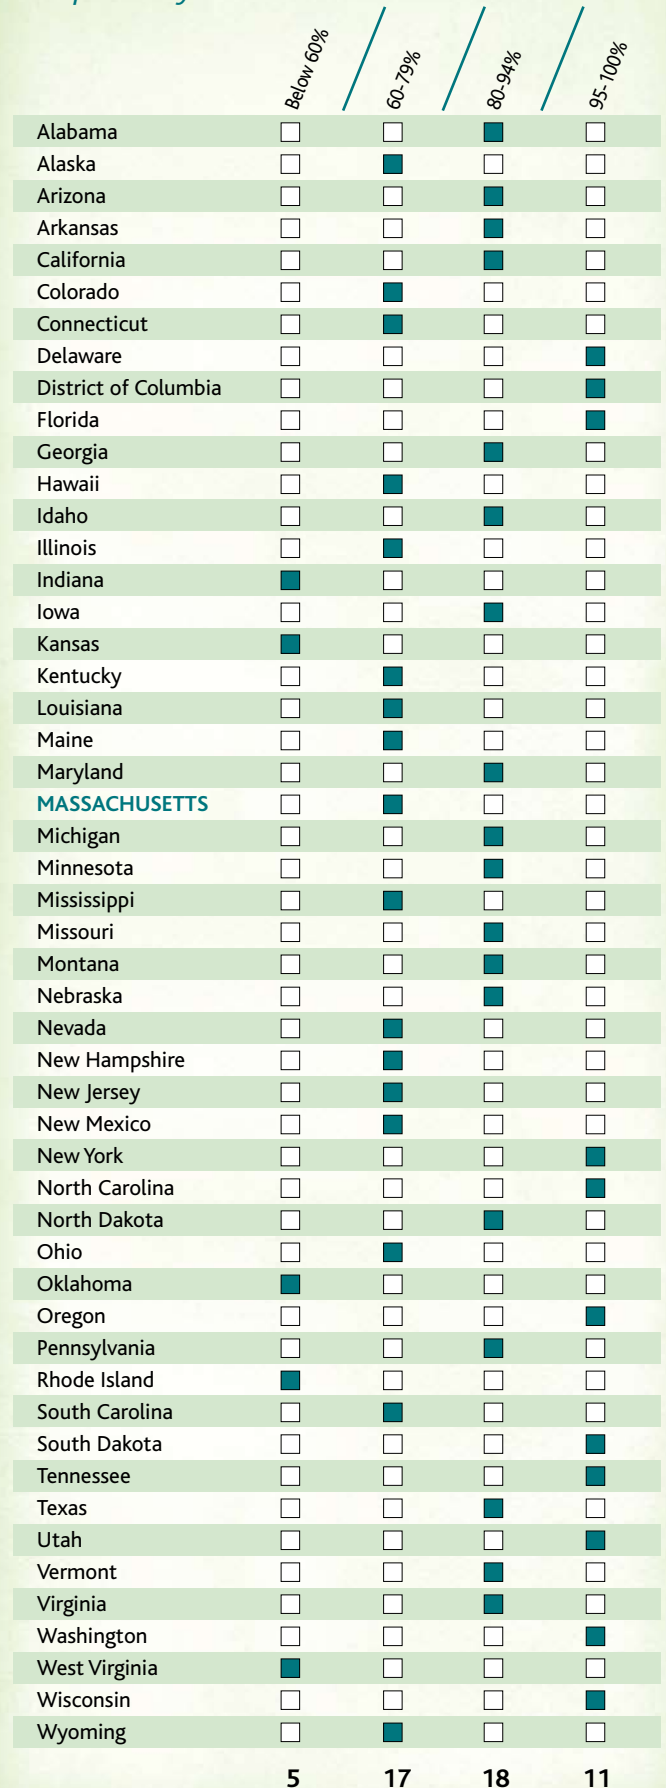 Below 60%
60-79%
80-94%
95-100%
Alabama
Alaska
Arizona
Arkansas
California
Colorado
Connecticut
Delaware
District of Columbia
Florida
Georgia
Hawaii
Idaho
Illinois
Indiana
Iowa
Kansas
Kentucky
Louisiana
Maine
Maryland
MASSACHUSETTS
Michigan
Minnesota
Mississippi
Missouri
Montana
Nebraska
Nevada
New Hampshire
New Jersey
New Mexico
New York
North Carolina
North Dakota
Ohio
Oklahoma
Oregon
Pennsylvania
Rhode Island
South Carolina
South Dakota
Tennessee
Texas
Utah
Vermont
Virginia
Washington
West Virginia
Wisconsin
Wyoming
5 17 18 11